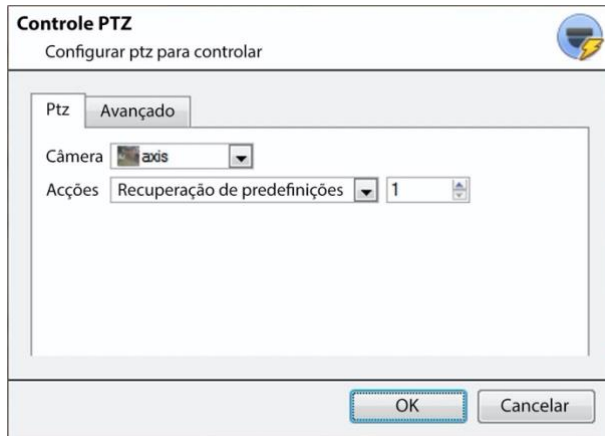 Controle PTZ
Configurar ptz para controlar
Ptz Avançado
Câmera axis
Acções Recuperação de predefinições 1
OK Cancelar